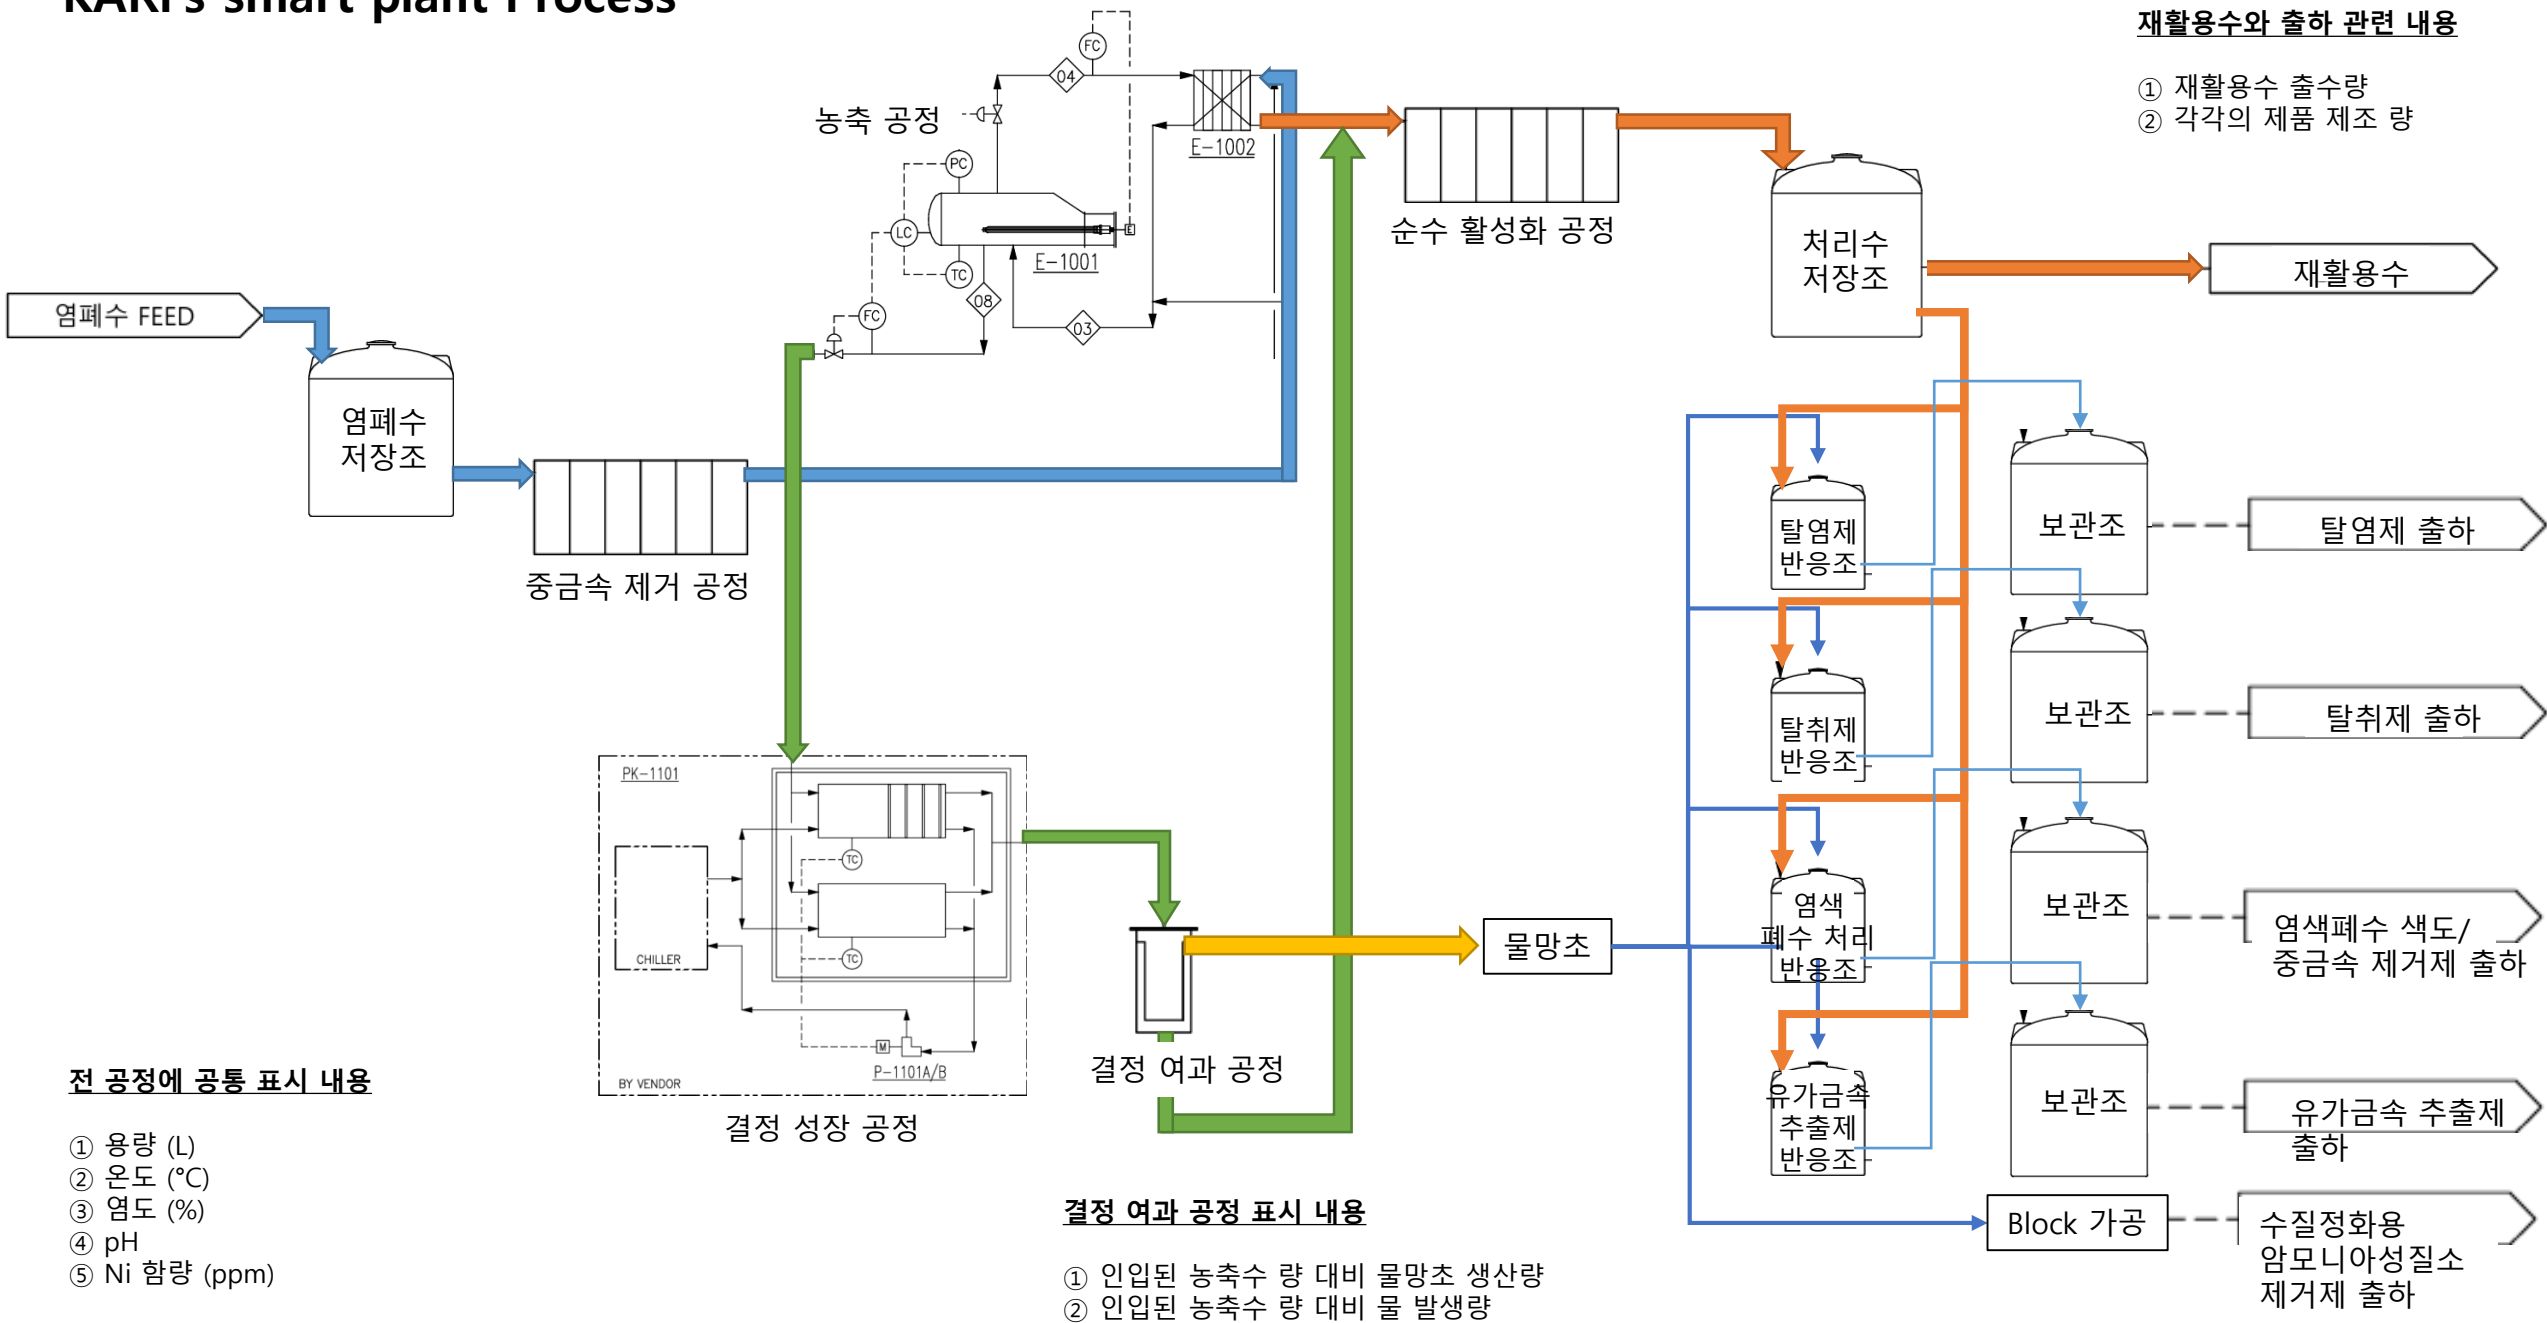 KARI's smart plant Process
재활용수와 출하 관련 내용
① 재활용수 출수량
② 각각의 제품 제조 량
농축 공정
FC
04
PC
LC
TC
E
E-1001
E-1002
08
FC
03
순수 활성화 공정
처리수
저장조
재활용수
염폐수 FEED
염폐수
저장조
중금속 제거 공정
탈염제
반응조
보관조
탈염제 출하
탈취제
반응조
보관조
탈취제 출하
염색
폐수 처리
반응조
보관조
염색폐수 색도/
중금속 제거제 출하
유가금속
추출제
반응조
보관조
유가금속 추출제
출하
PK-1101
TC
CHILLER
TC
M
P-1101A/B
BY VENDOR
결정 성장 공정
결정 여과 공정
물망초
Block 가공
수질정화용
암모니아성질소
제거제 출하
전 공정에 공통 표시 내용
① 용량 (L)
② 온도 (°C)
③ 염도 (%)
④ pH
⑤ Ni 함량 (ppm)
결정 여과 공정 표시 내용
① 인입된 농축수 량 대비 물망초 생산량
② 인입된 농축수 량 대비 물 발생량